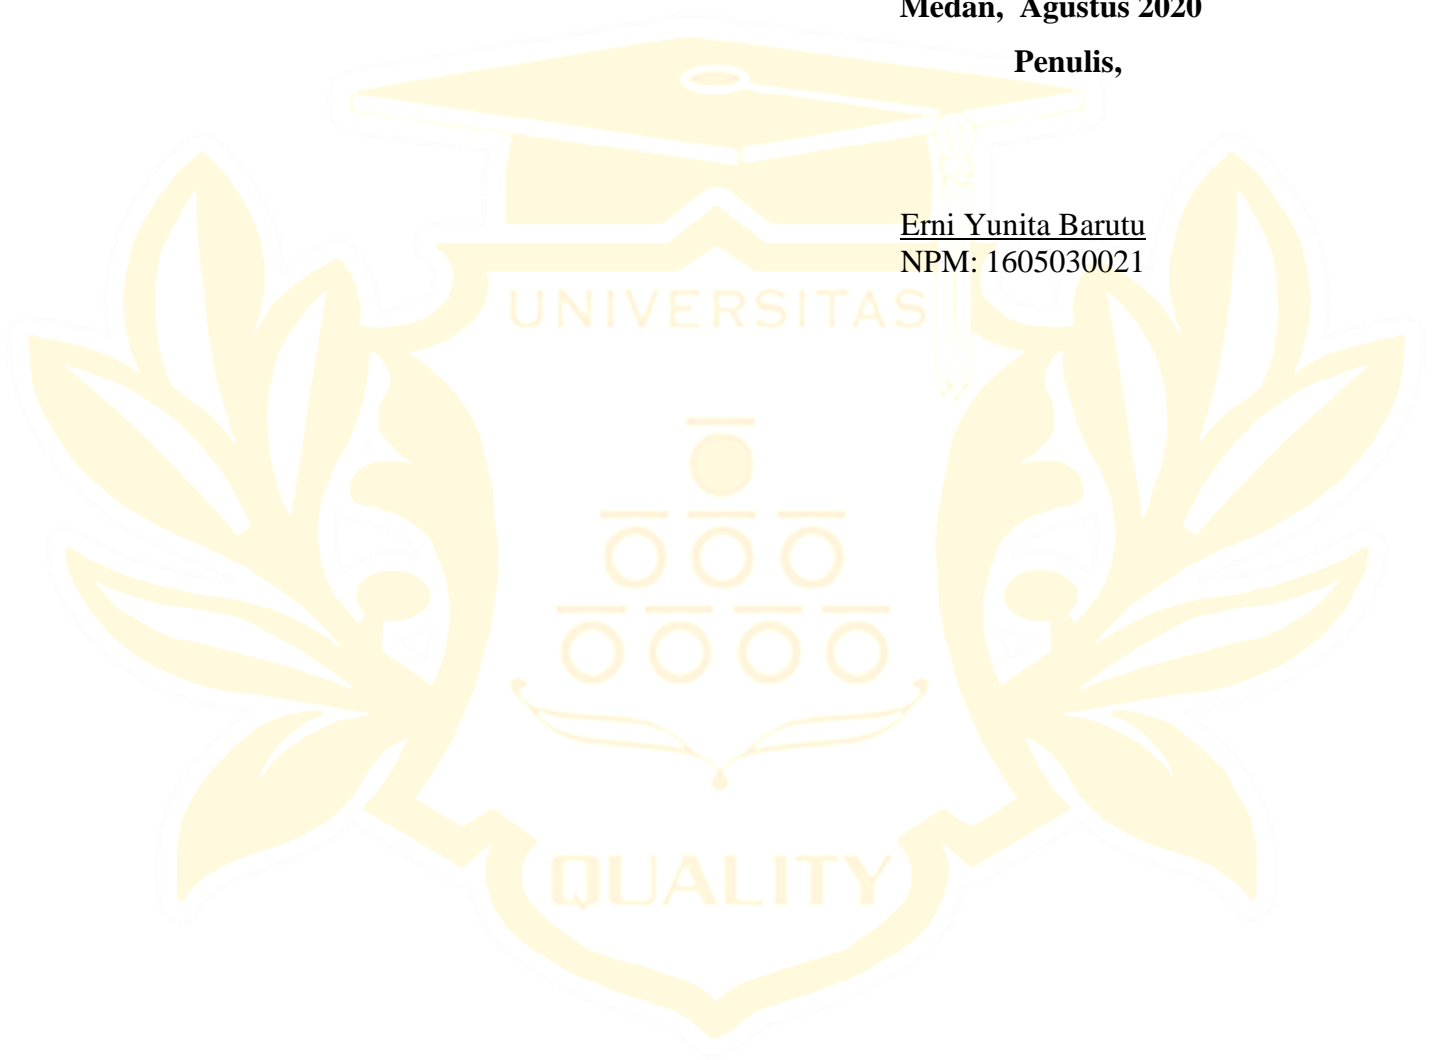 Medan,  Agustus 2020
Penulis,
Erni Yunita Barutu
NPM: 1605030021
UNIVERSITAS
QUALITY